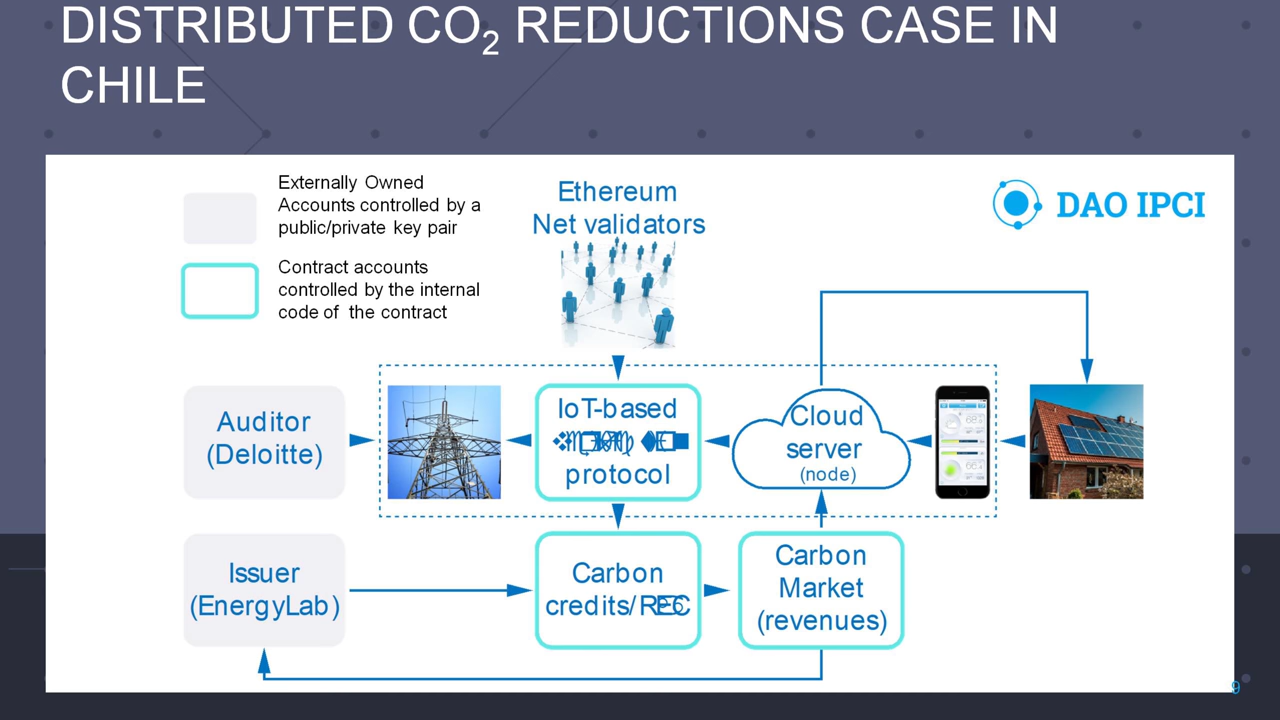 DISTRIBUTED CO₂ REDUCTIONS CASE IN
CHILE
Externally Owned
Accounts controlled by a
public/private key pair
Contract accounts
controlled by the internal
code of the contract
Ethereum
Net validators
DAO IPCI
Auditor
(Deloitte)
IoT-based
protocol
Cloud
server
(node)
Issuer
(EnergyLab)
Carbon
credits/REC
Carbon
Market
(revenues)
9